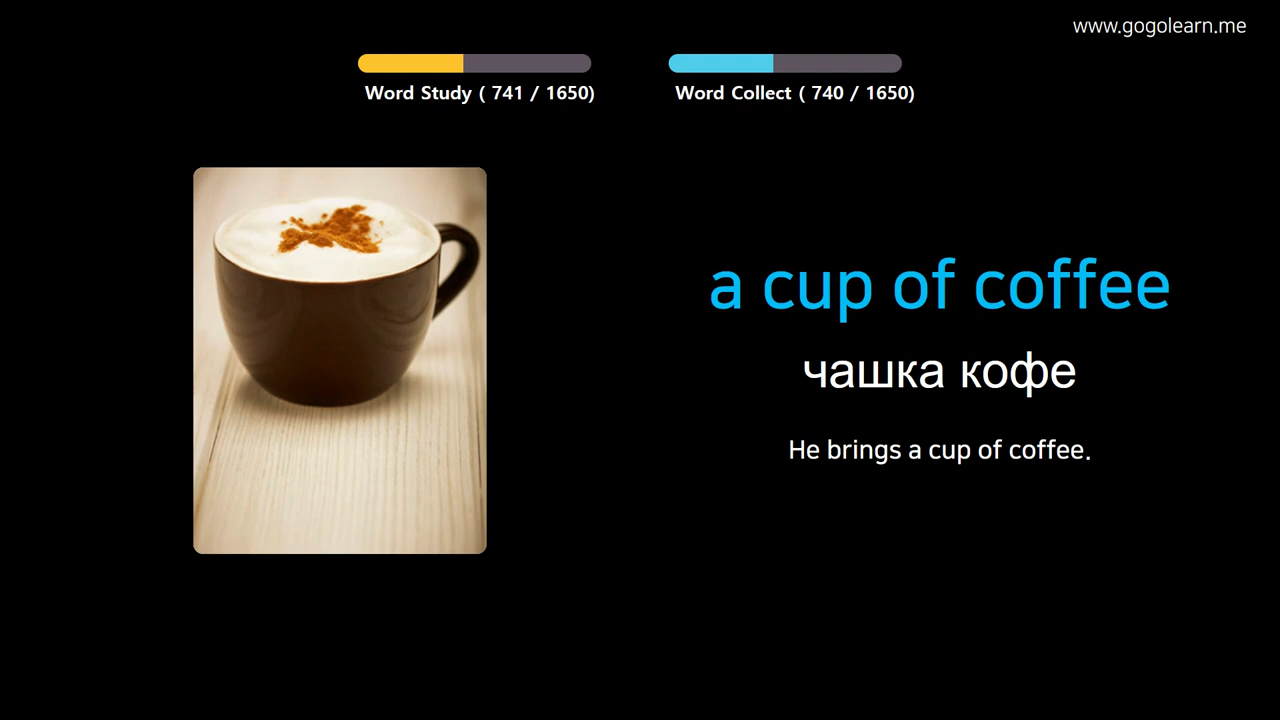 www.gogolearn.me
Word Study ( 741 / 1650)
Word Collect ( 740 / 1650)
a cup of coffee
чашка кофе
He brings a cup of coffee.